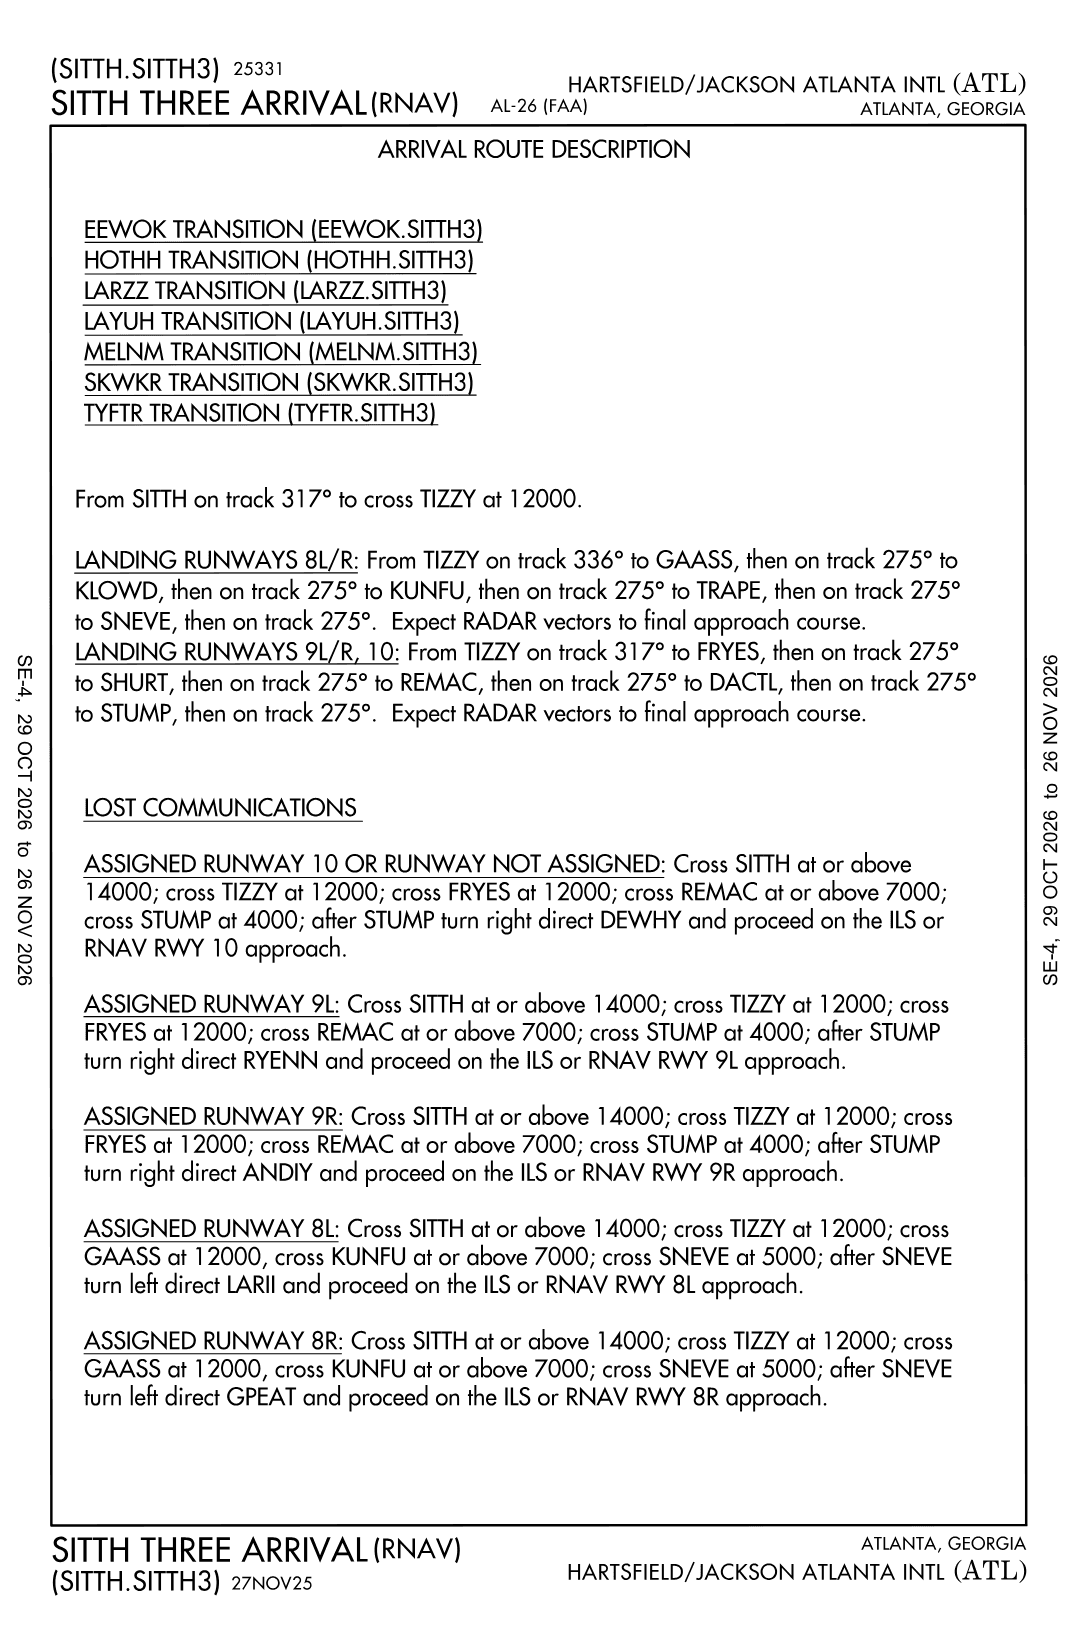 (SITTH.SITTH3) 25331
SITTH THREE ARRIVAL (RNAV) AL-26 (FAA)
HARTSFIELD/JACKSON ATLANTA INTL (ATL)
ATLANTA, GEORGIA
ARRIVAL ROUTE DESCRIPTION
EEWOK TRANSITION (EEWOK.SITTH3)
HOTHH TRANSITION (HOTHH.SITTH3)
LARZZ TRANSITION (LARZZ.SITTH3)
LAYUH TRANSITION (LAYUH.SITTH3)
MELNM TRANSITION (MELNM.SITTH3)
SKWKR TRANSITION (SKWKR.SITTH3)
TYFTR TRANSITION (TYFTR.SITTH3)
From SITTH on track 317° to cross TIZZY at 12000.
LANDING RUNWAYS 8L/R: From TIZZY on track 336° to GAASS, then on track 275° to
KLOWD, then on track 275° to KUNFU, then on track 275° to TRAPE, then on track 275°
to SNEVE, then on track 275°. Expect RADAR vectors to final approach course.
LANDING RUNWAYS 9L/R, 10: From TIZZY on track 317° to FRYES, then on track 275°
to SHURT, then on track 275° to REMAC, then on track 275° to DACTL, then on track 275°
to STUMP, then on track 275°. Expect RADAR vectors to final approach course.
LOST COMMUNICATIONS
ASSIGNED RUNWAY 10 OR RUNWAY NOT ASSIGNED: Cross SITTH at or above
14000; cross TIZZY at 12000; cross FRYES at 12000; cross REMAC at or above 7000;
cross STUMP at 4000; after STUMP turn right direct DEWHY and proceed on the ILS or
RNAV RWY 10 approach.
ASSIGNED RUNWAY 9L: Cross SITTH at or above 14000; cross TIZZY at 12000; cross
FRYES at 12000; cross REMAC at or above 7000; cross STUMP at 4000; after STUMP
turn right direct RYENN and proceed on the ILS or RNAV RWY 9L approach.
ASSIGNED RUNWAY 9R: Cross SITTH at or above 14000; cross TIZZY at 12000; cross
FRYES at 12000; cross REMAC at or above 7000; cross STUMP at 4000; after STUMP
turn right direct ANDIY and proceed on the ILS or RNAV RWY 9R approach.
ASSIGNED RUNWAY 8L: Cross SITTH at or above 14000; cross TIZZY at 12000; cross
GAASS at 12000, cross KUNFU at or above 7000; cross SNEVE at 5000; after SNEVE
turn left direct LARII and proceed on the ILS or RNAV RWY 8L approach.
ASSIGNED RUNWAY 8R: Cross SITTH at or above 14000; cross TIZZY at 12000; cross
GAASS at 12000, cross KUNFU at or above 7000; cross SNEVE at 5000; after SNEVE
turn left direct GPEAT and proceed on the ILS or RNAV RWY 8R approach.
SE-4, 29 OCT 2026 to 26 NOV 2026
SE-4, 29 OCT 2026 to 26 NOV 2026
SITTH THREE ARRIVAL (RNAV)
(SITTH.SITTH3) 27NOV25
ATLANTA, GEORGIA
HARTSFIELD/JACKSON ATLANTA INTL (ATL)